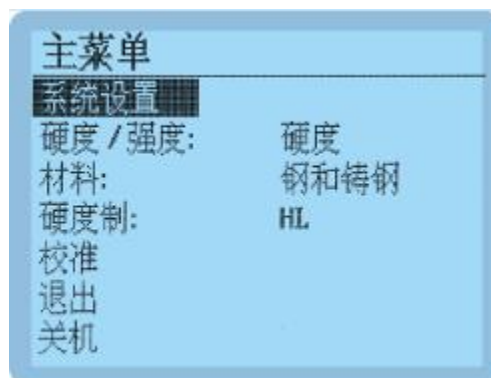 主菜单
系统设置
硬度 / 强度: 硬度
材料: 钢和铸钢
硬度制: HL
校准
退出
关机